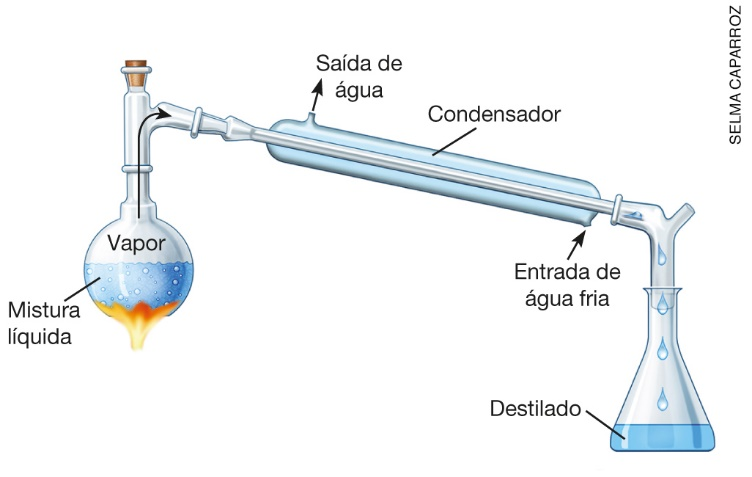 SELMA CAPARROZ
Saída de
água
Condensador
Vapor
Mistura
líquida
Entrada de
água fria
Destilado